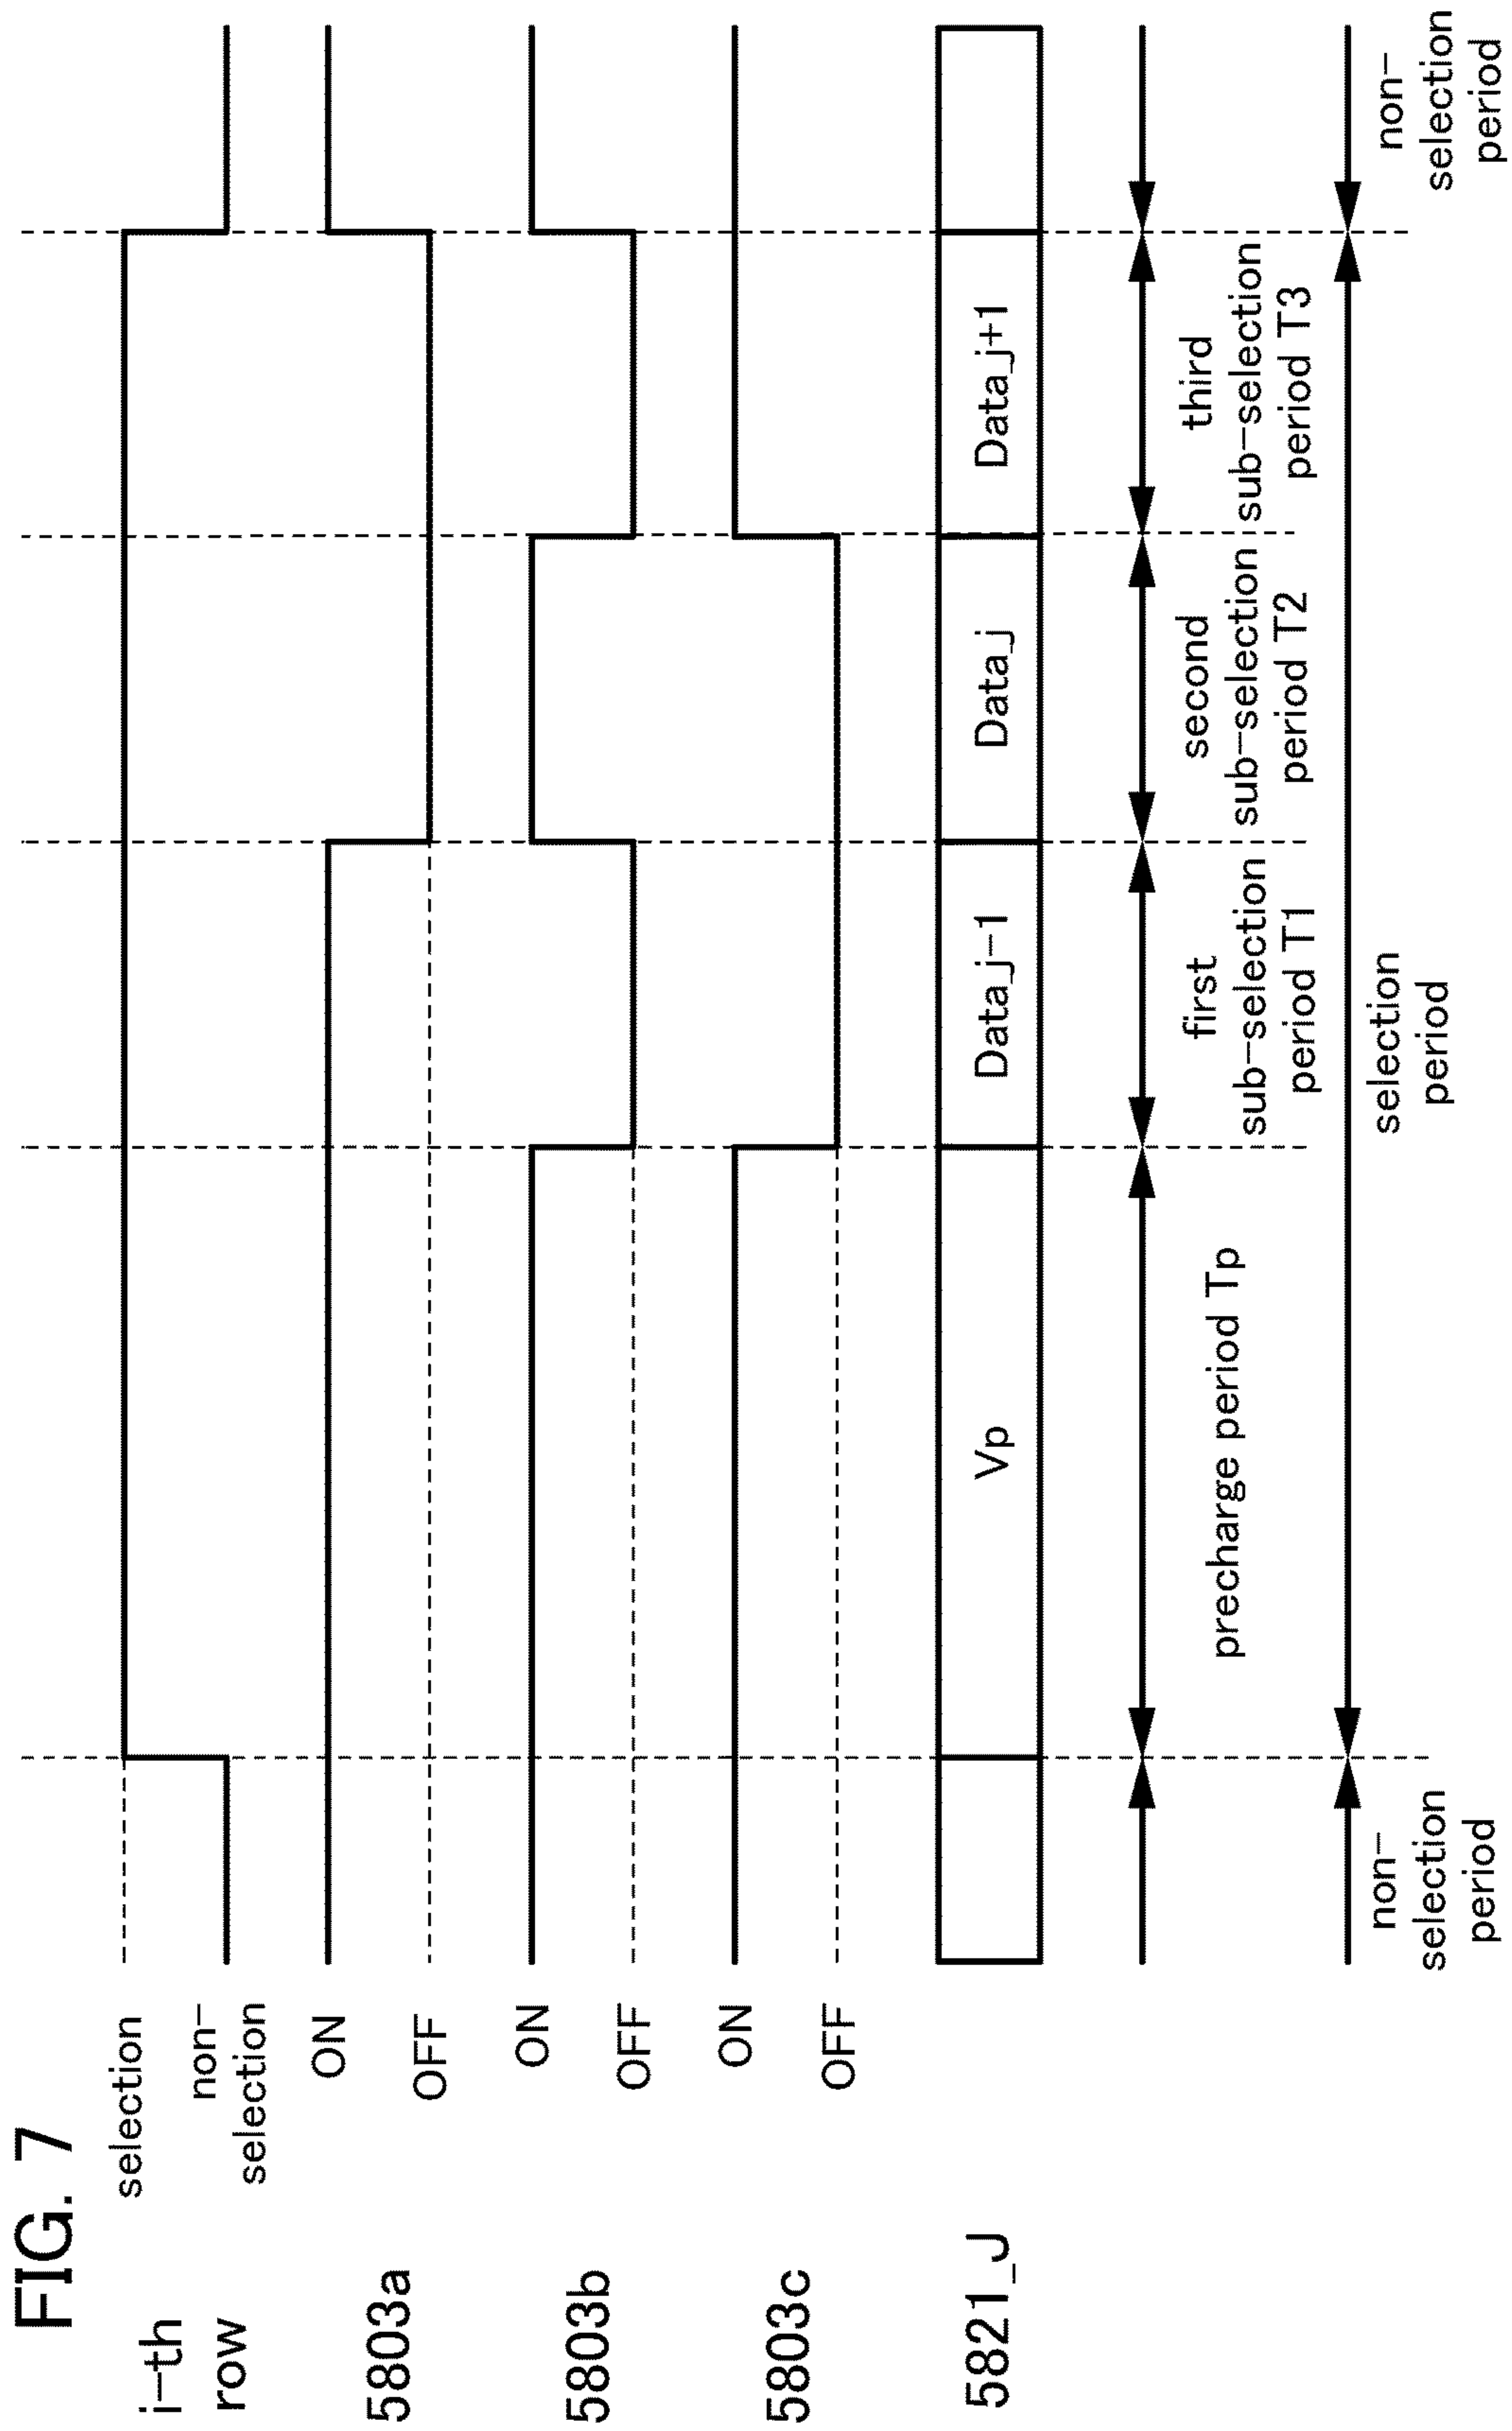 FIG. 7
i-th
row
selection
non-
selection
5803a
ON
OFF
5803b
ON
OFF
5803c
ON
OFF
5821_J
Vp
Data_j-1
Data_j
Data_j+1
precharge period Tp
first
sub-selection
period T1
second
sub-selection
period T2
third
sub-selection
period T3
non-
selection
period
selection
period
non-
selection
period